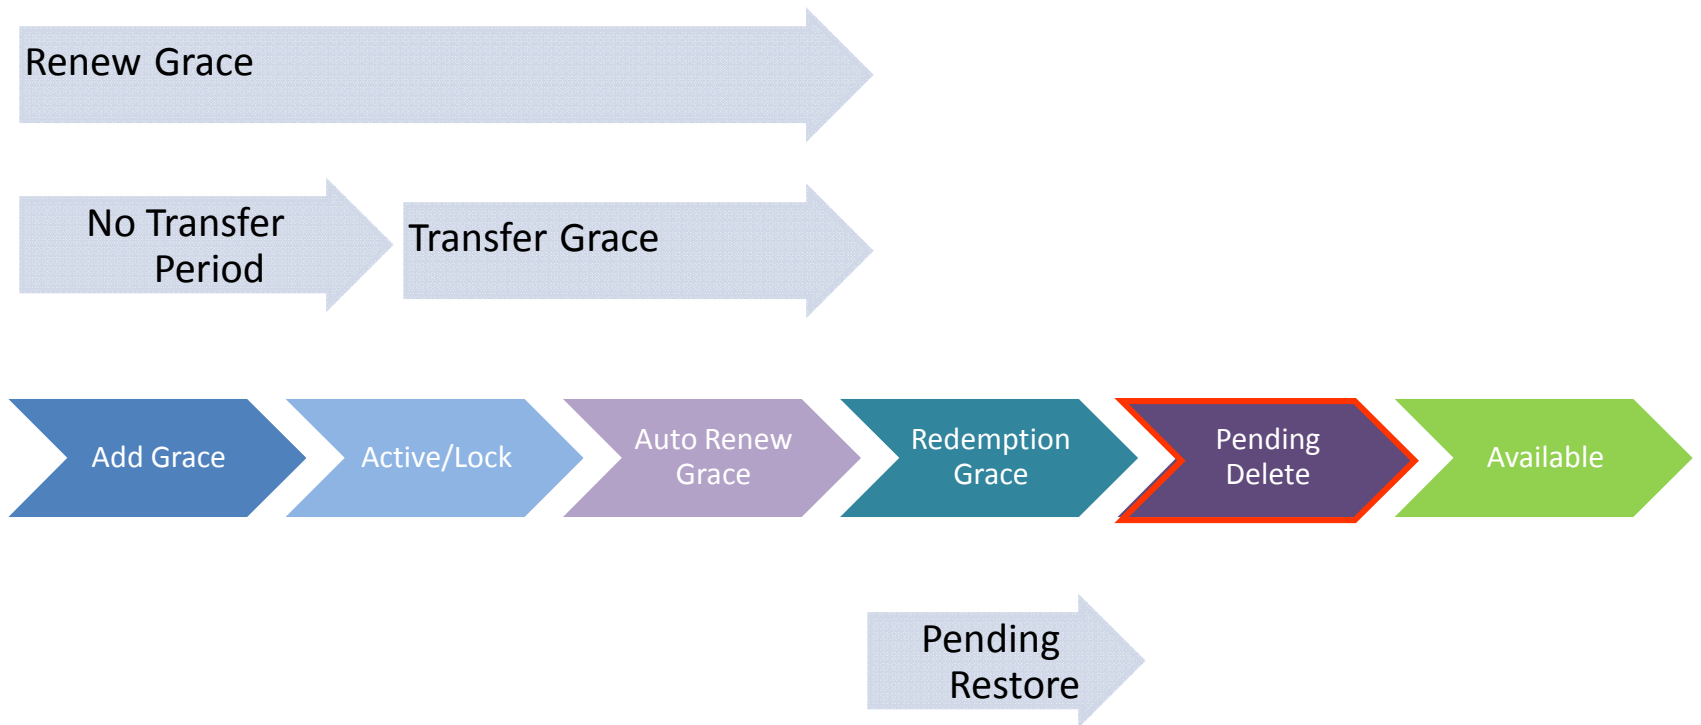 Renew Grace
No Transfer
Period
Transfer Grace
Add Grace
Active/Lock
Auto Renew
Grace
Redemption
Grace
Pending
Delete
Available
Pending
Restore